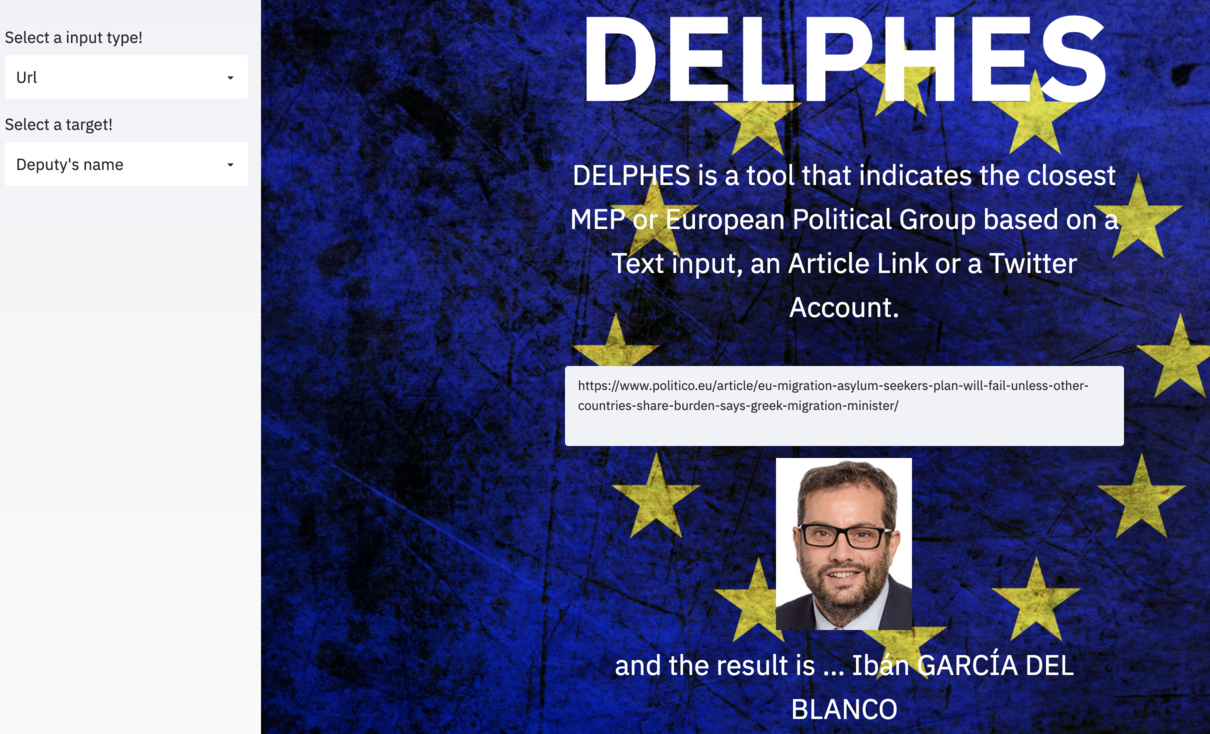 Select a input type!
Url
Select a target!
Deputy's name
DELPHES
DELPHES is a tool that indicates the closest
MEP or European Political Group based on a
Text input, an Article Link or a Twitter
Account.
https://www.politico.eu/article/eu-migration-asylum-seekers-plan-will-fail-unless-other-
countries-share-burden-says-greek-migration-minister/
and the result is ... Ibán GARCÍA DEL
BLANCO